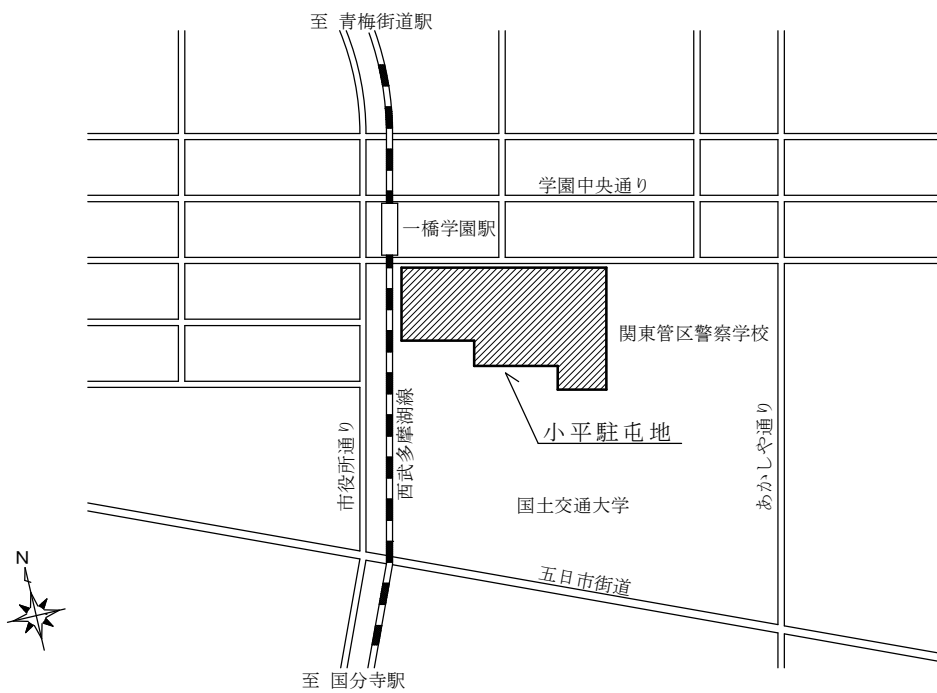 至 青梅街道駅
学園中央通り
一橋学園駅
関東管区警察学校
小平駐屯地
市役所通り
西武多摩湖線
あかしや通り
国土交通大学
N
五日市街道
至 国分寺駅